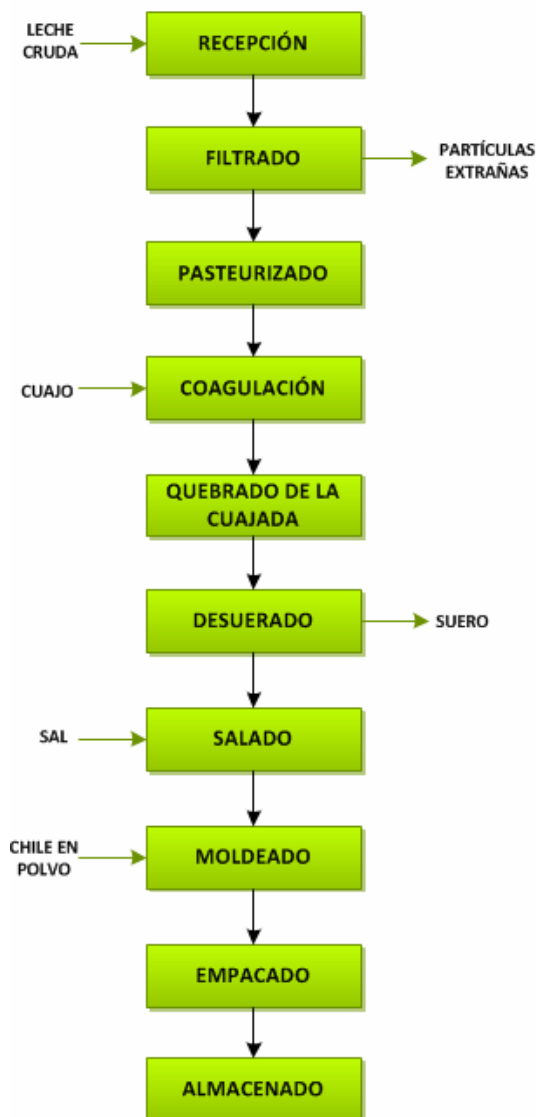 LECHE
CRUDA
RECEPCIÓN
FILTRADO
PARTÍCULAS
EXTRAÑAS
PASTEURIZADO
CUAJO
COAGULACIÓN
QUEBRADO DE LA
CUAJADA
DESUERADO
SUERO
SAL
SALADO
CHILE EN
POLVO
MOLDEADO
EMPACADO
ALMACENADO